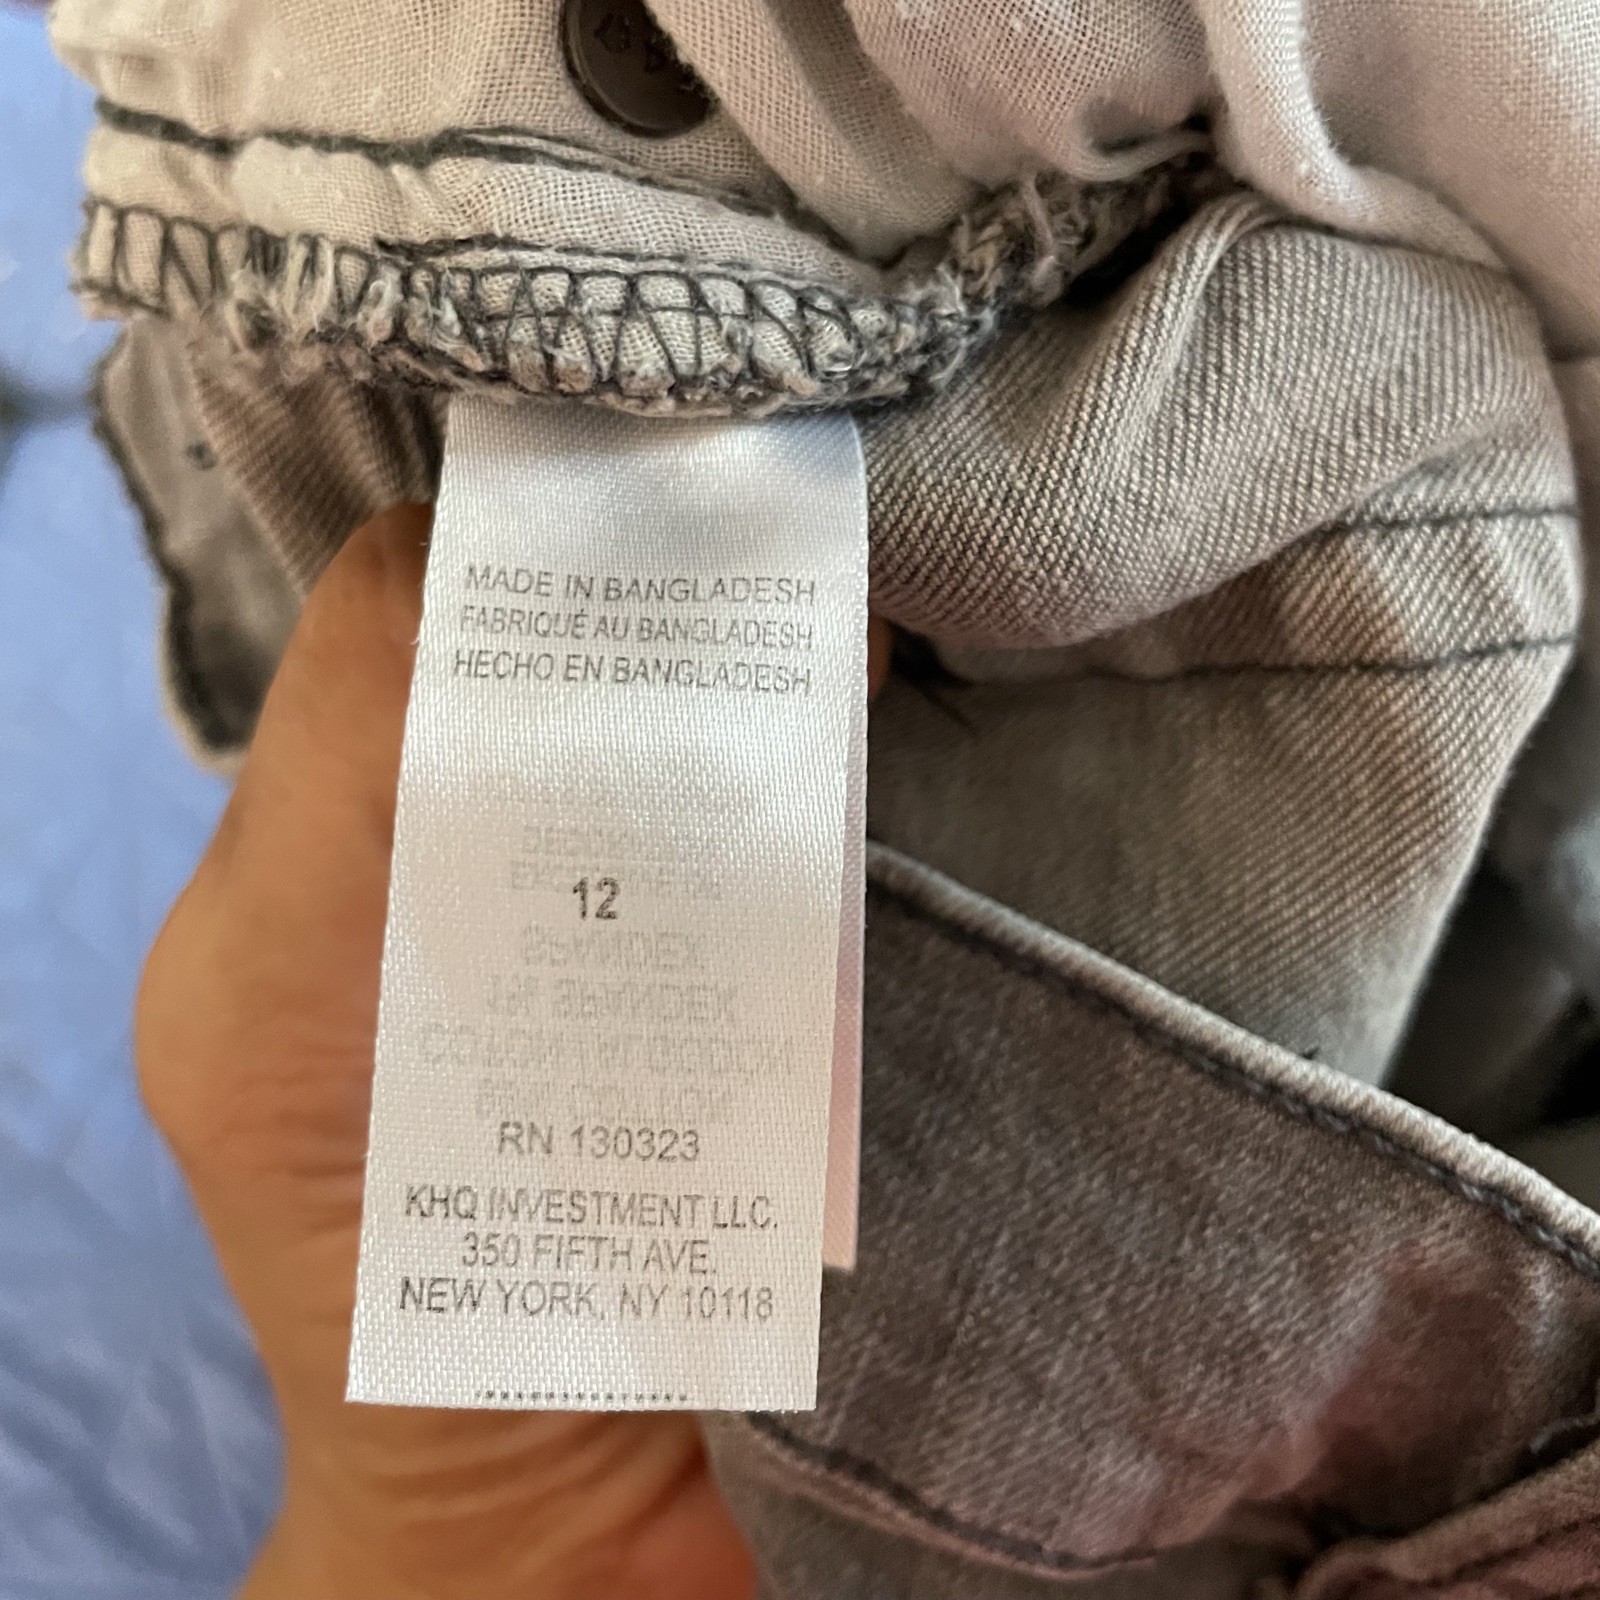 MADE IN BANGLADESH
FABRIQUÉ AU BANGLADESH
HECHO EN BANGLADESH
12
RN 130323
KHQ INVESTMENT LLC.
350 FIFTH AVE.
NEW YORK, NY 10118